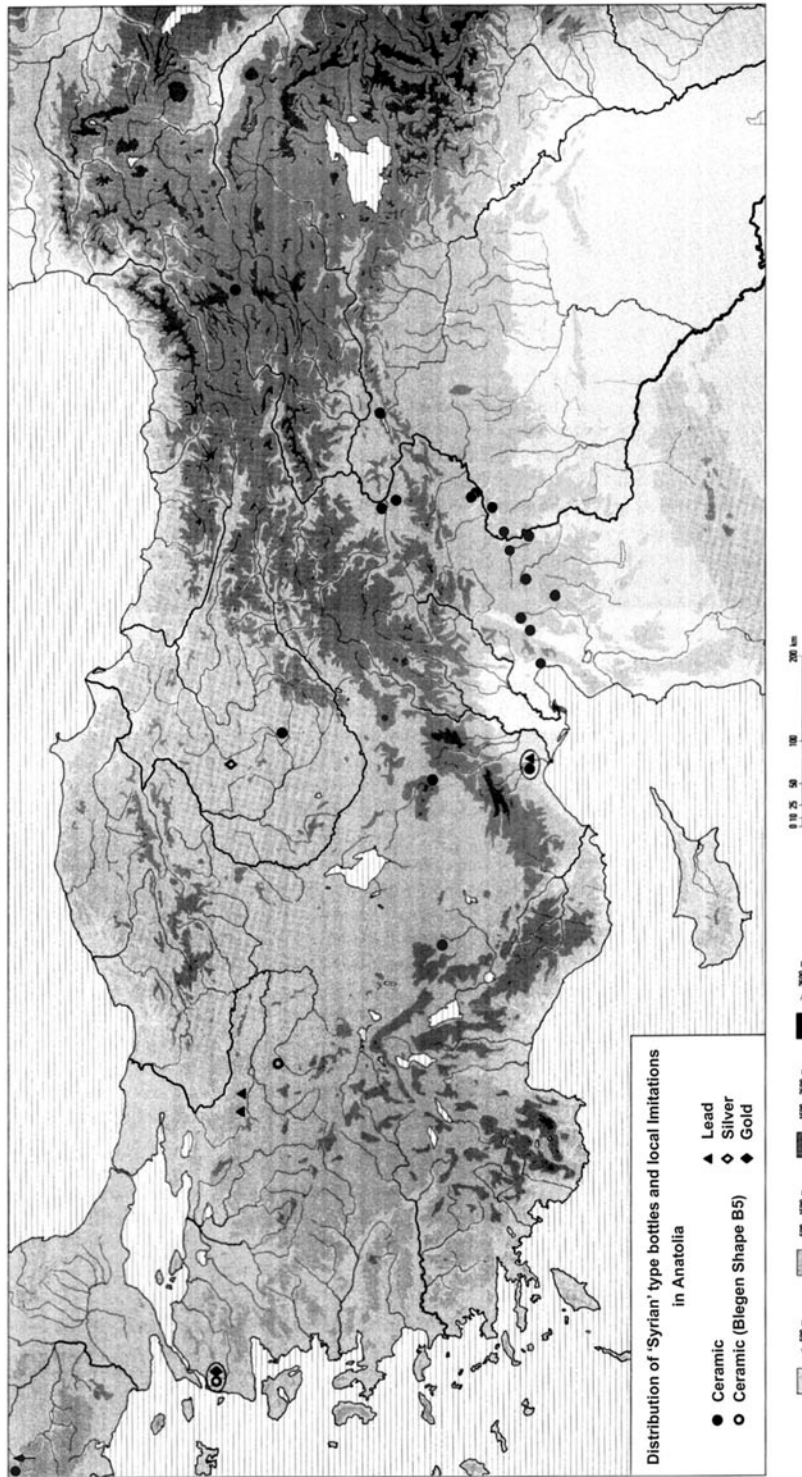 Distribution of 'Syrian' type bottles and local Imitations
in Anatolia
Ceramic
Ceramic (Blegen Shape B5)
Lead
Silver
Gold
0 10 25 50 100 200 km